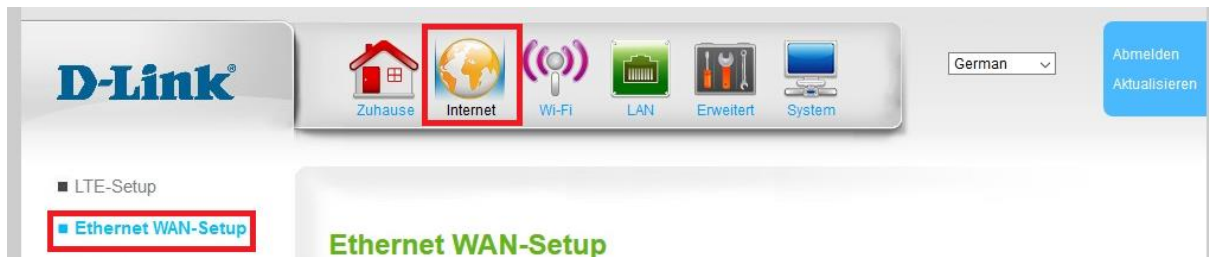 D-Link®
Zuhause Internet Wi-Fi LAN Erweitert System
German
Abmelden
Aktualisieren
LTE-Setup
Ethernet WAN-Setup
Ethernet WAN-Setup